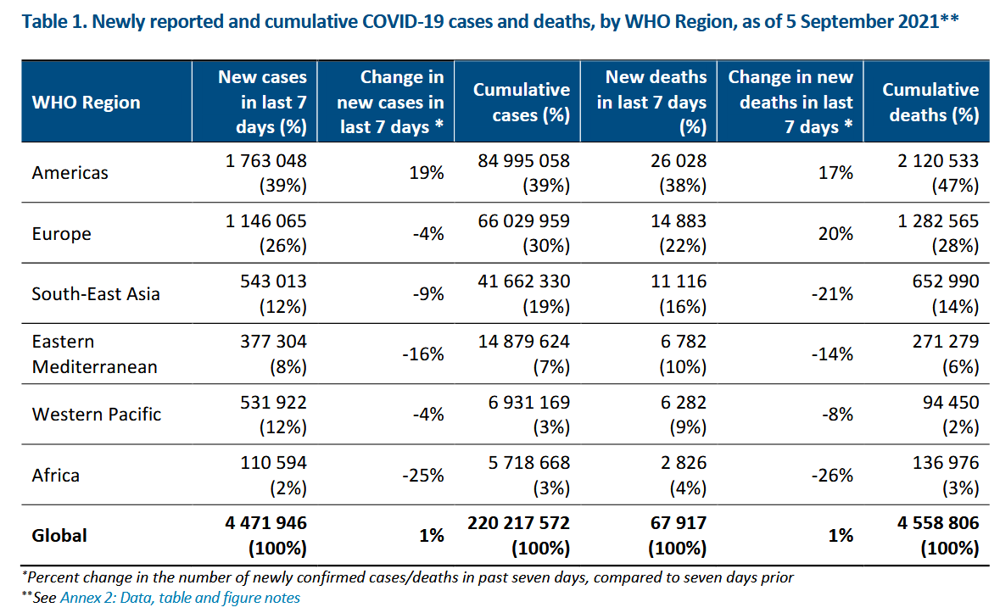 Table 1. Newly reported and cumulative COVID-19 cases and deaths, by WHO Region, as of 5 September 2021**
WHO Region
New cases
in last 7
days (%)
Change in
new cases in
last 7 days *
Cumulative
cases (%)
New deaths
in last 7 days
(%)
Change in new
deaths in last
7 days *
Cumulative
deaths (%)
Americas
1 763 048
(39%)
19%
84 995 058
(39%)
26 028
(38%)
17%
2 120 533
(47%)
Europe
1 146 065
(26%)
-4%
66 029 959
(30%)
14 883
(22%)
20%
1 282 565
(28%)
South-East Asia
543 013
(12%)
-9%
41 662 330
(19%)
11 116
(16%)
-21%
652 990
(14%)
Eastern
Mediterranean
377 304
(8%)
-16%
14 879 624
(7%)
6 782
(10%)
-14%
271 279
(6%)
Western Pacific
531 922
(12%)
-4%
6 931 169
(3%)
6 282
(9%)
-8%
94 450
(2%)
Africa
110 594
(2%)
-25%
5 718 668
(3%)
2 826
(4%)
-26%
136 976
(3%)
Global
4 471 946
(100%)
1%
220 217 572
(100%)
67 917
(100%)
1%
4 558 806
(100%)
*Percent change in the number of newly confirmed cases/deaths in past seven days, compared to seven days prior
**See Annex 2: Data, table and figure notes